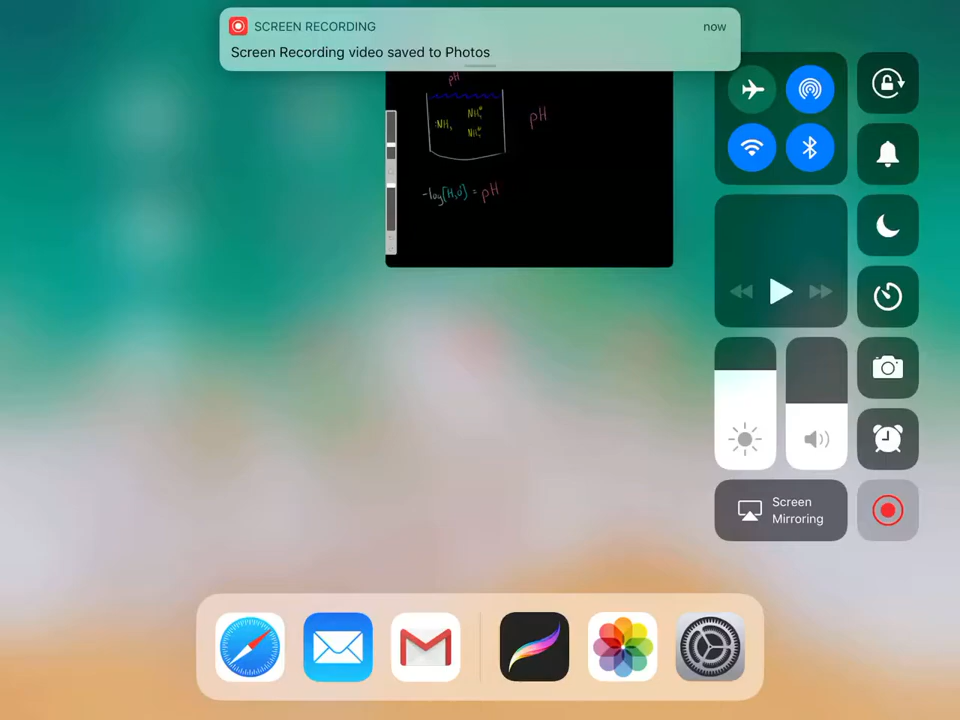 SCREEN RECORDING now
Screen Recording video saved to Photos
pH
:NH₃ NH₄⊕
NH₄⊕
pH
-log[H₃O⁺] = pH
Screen
Mirroring